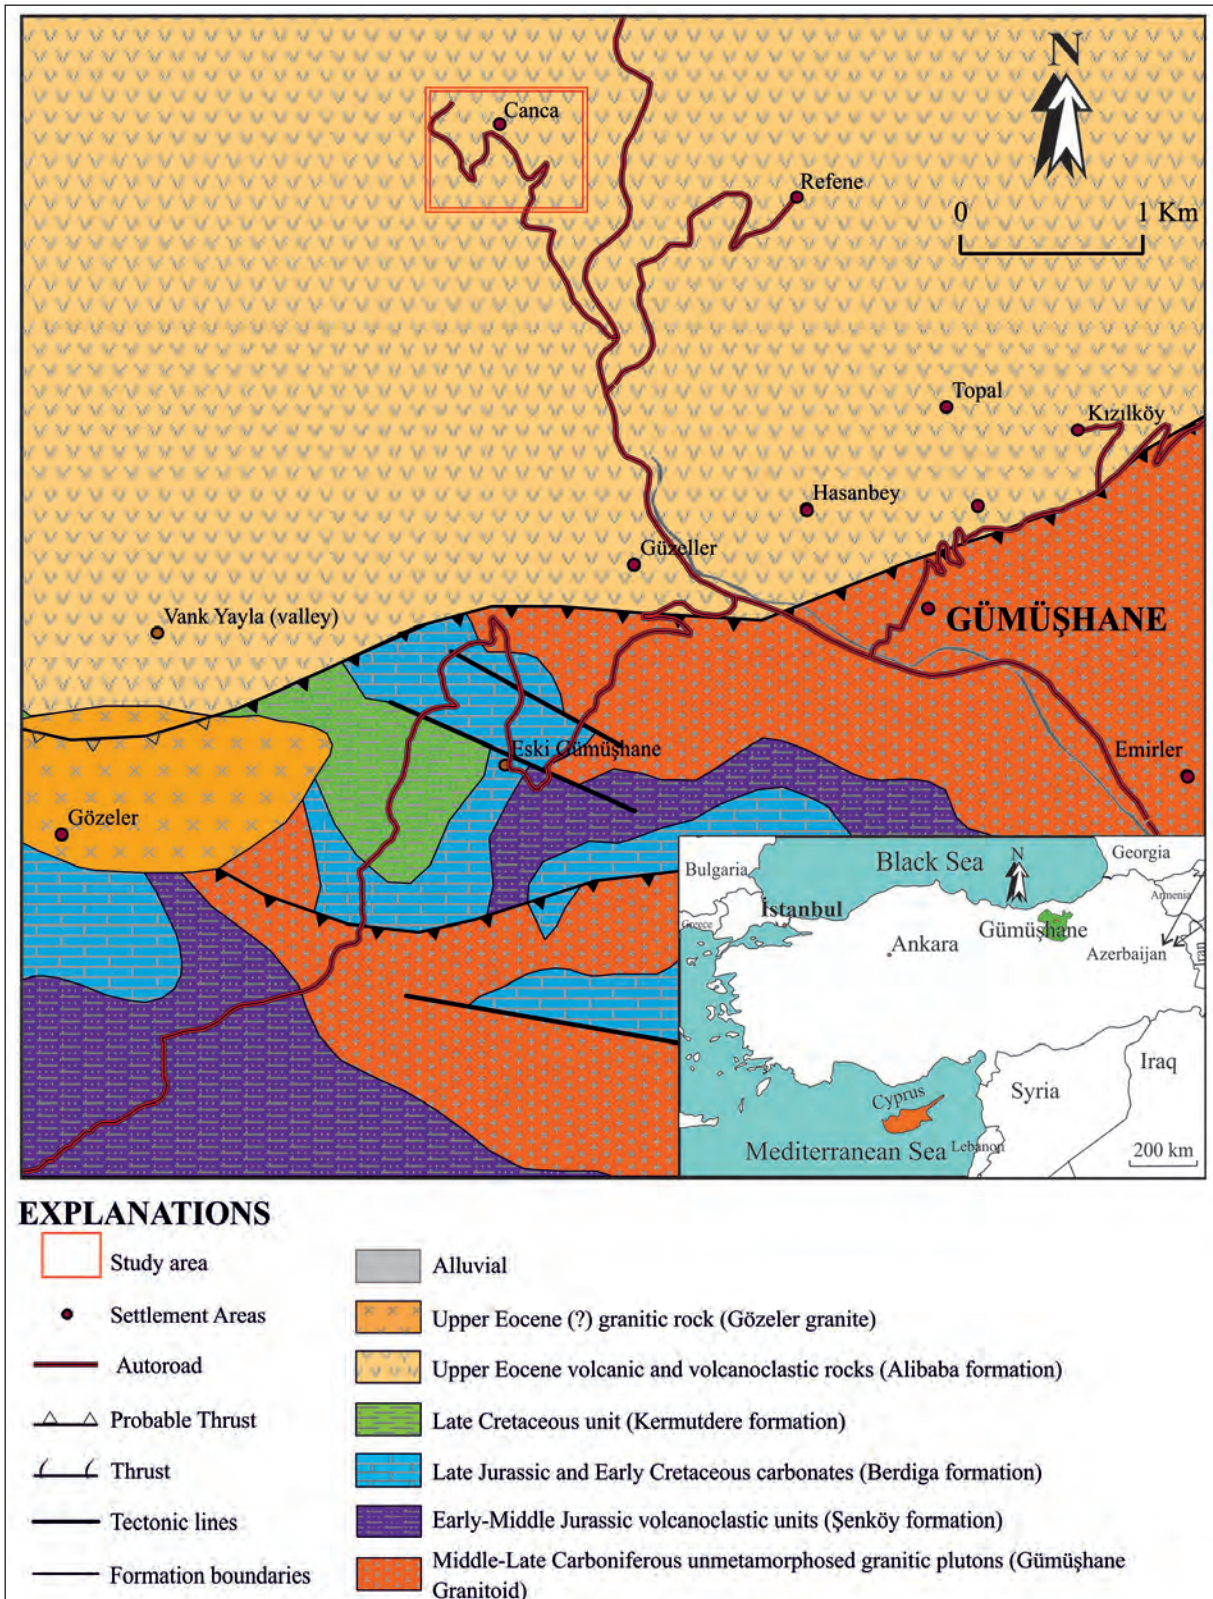 N
Canca
Refene
0 1 Km
Topal
Kızılköy
Hasanbey
Güzeller
Vank Yayla (valley)
GÜMÜŞHANE
Eski Gümüşhane
Emirler
Gözeler
Black Sea
N
Georgia
Bulgaria
Armenia
İstanbul
Greece
Gümüşhane
Ankara
Azerbaijan
Iran
Iraq
Syria
Cyprus
Mediterranean Sea
Lebanon
200 km
EXPLANATIONS
Study area
Settlement Areas
Autoroad
Probable Thrust
Thrust
Tectonic lines
Formation boundaries
Alluvial
Upper Eocene (?) granitic rock (Gözeler granite)
Upper Eocene volcanic and volcanoclastic rocks (Alibaba formation)
Late Cretaceous unit (Kermutdere formation)
Late Jurassic and Early Cretaceous carbonates (Berdiga formation)
Early-Middle Jurassic volcanoclastic units (Şenköy formation)
Middle-Late Carboniferous unmetamorphosed granitic plutons (Gümüşhane
Granitoid)